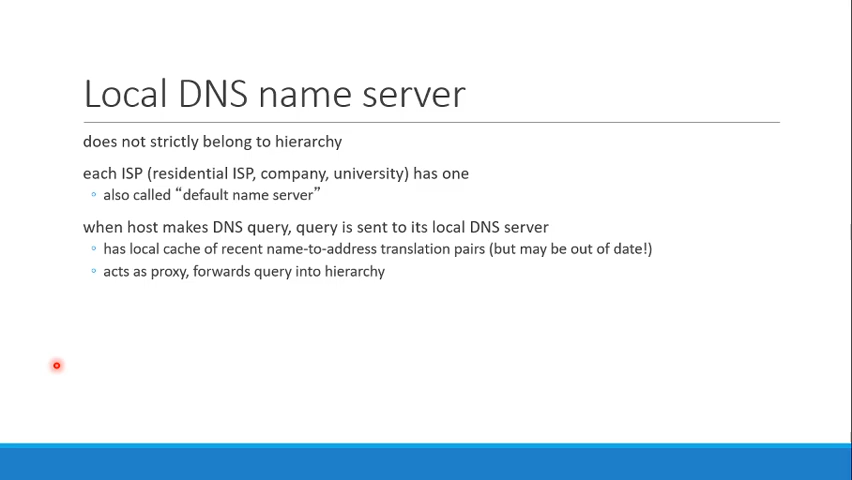 Local DNS name server
does not strictly belong to hierarchy
each ISP (residential ISP, company, university) has one
◦ also called “default name server”
when host makes DNS query, query is sent to its local DNS server
◦ has local cache of recent name-to-address translation pairs (but may be out of date!)
◦ acts as proxy, forwards query into hierarchy